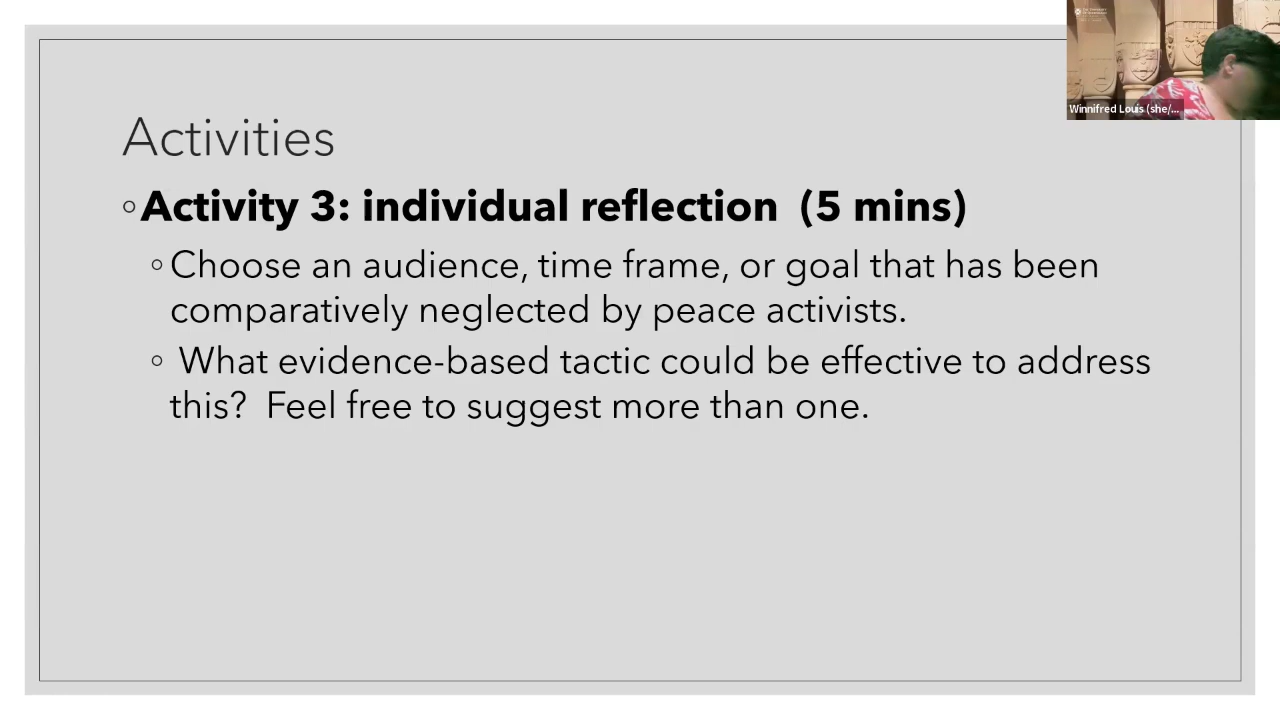 Winnifred Louis (she/...
Activities
◦Activity 3: individual reflection  (5 mins)
◦Choose an audience, time frame, or goal that has been
comparatively neglected by peace activists.
◦ What evidence-based tactic could be effective to address
this?  Feel free to suggest more than one.